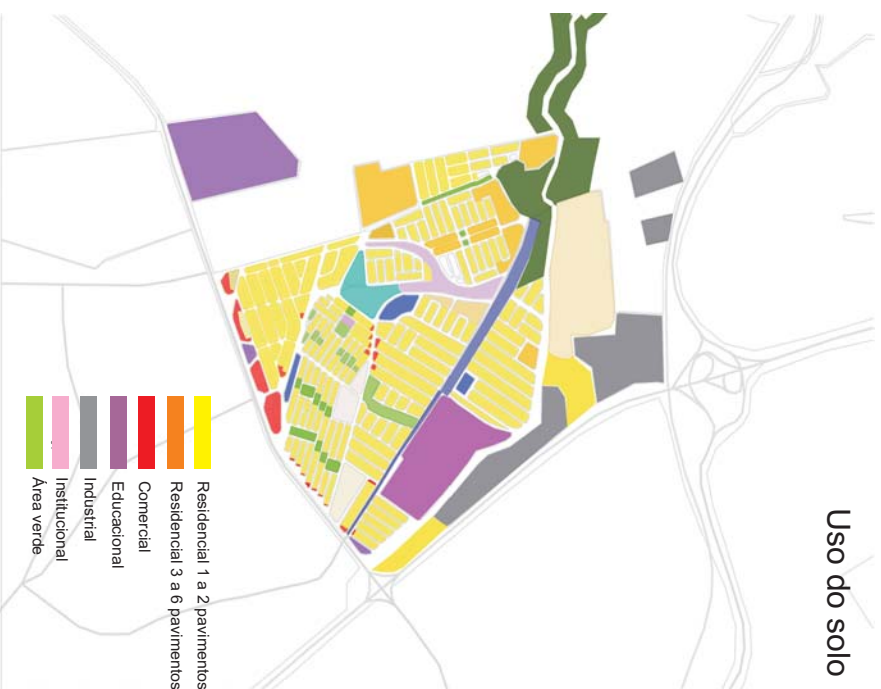 Uso do solo
Residencial 1 a 2 pavimentos
Residencial 3 a 6 pavimentos
Comercial
Educacional
Industrial
Institucional
Área verde